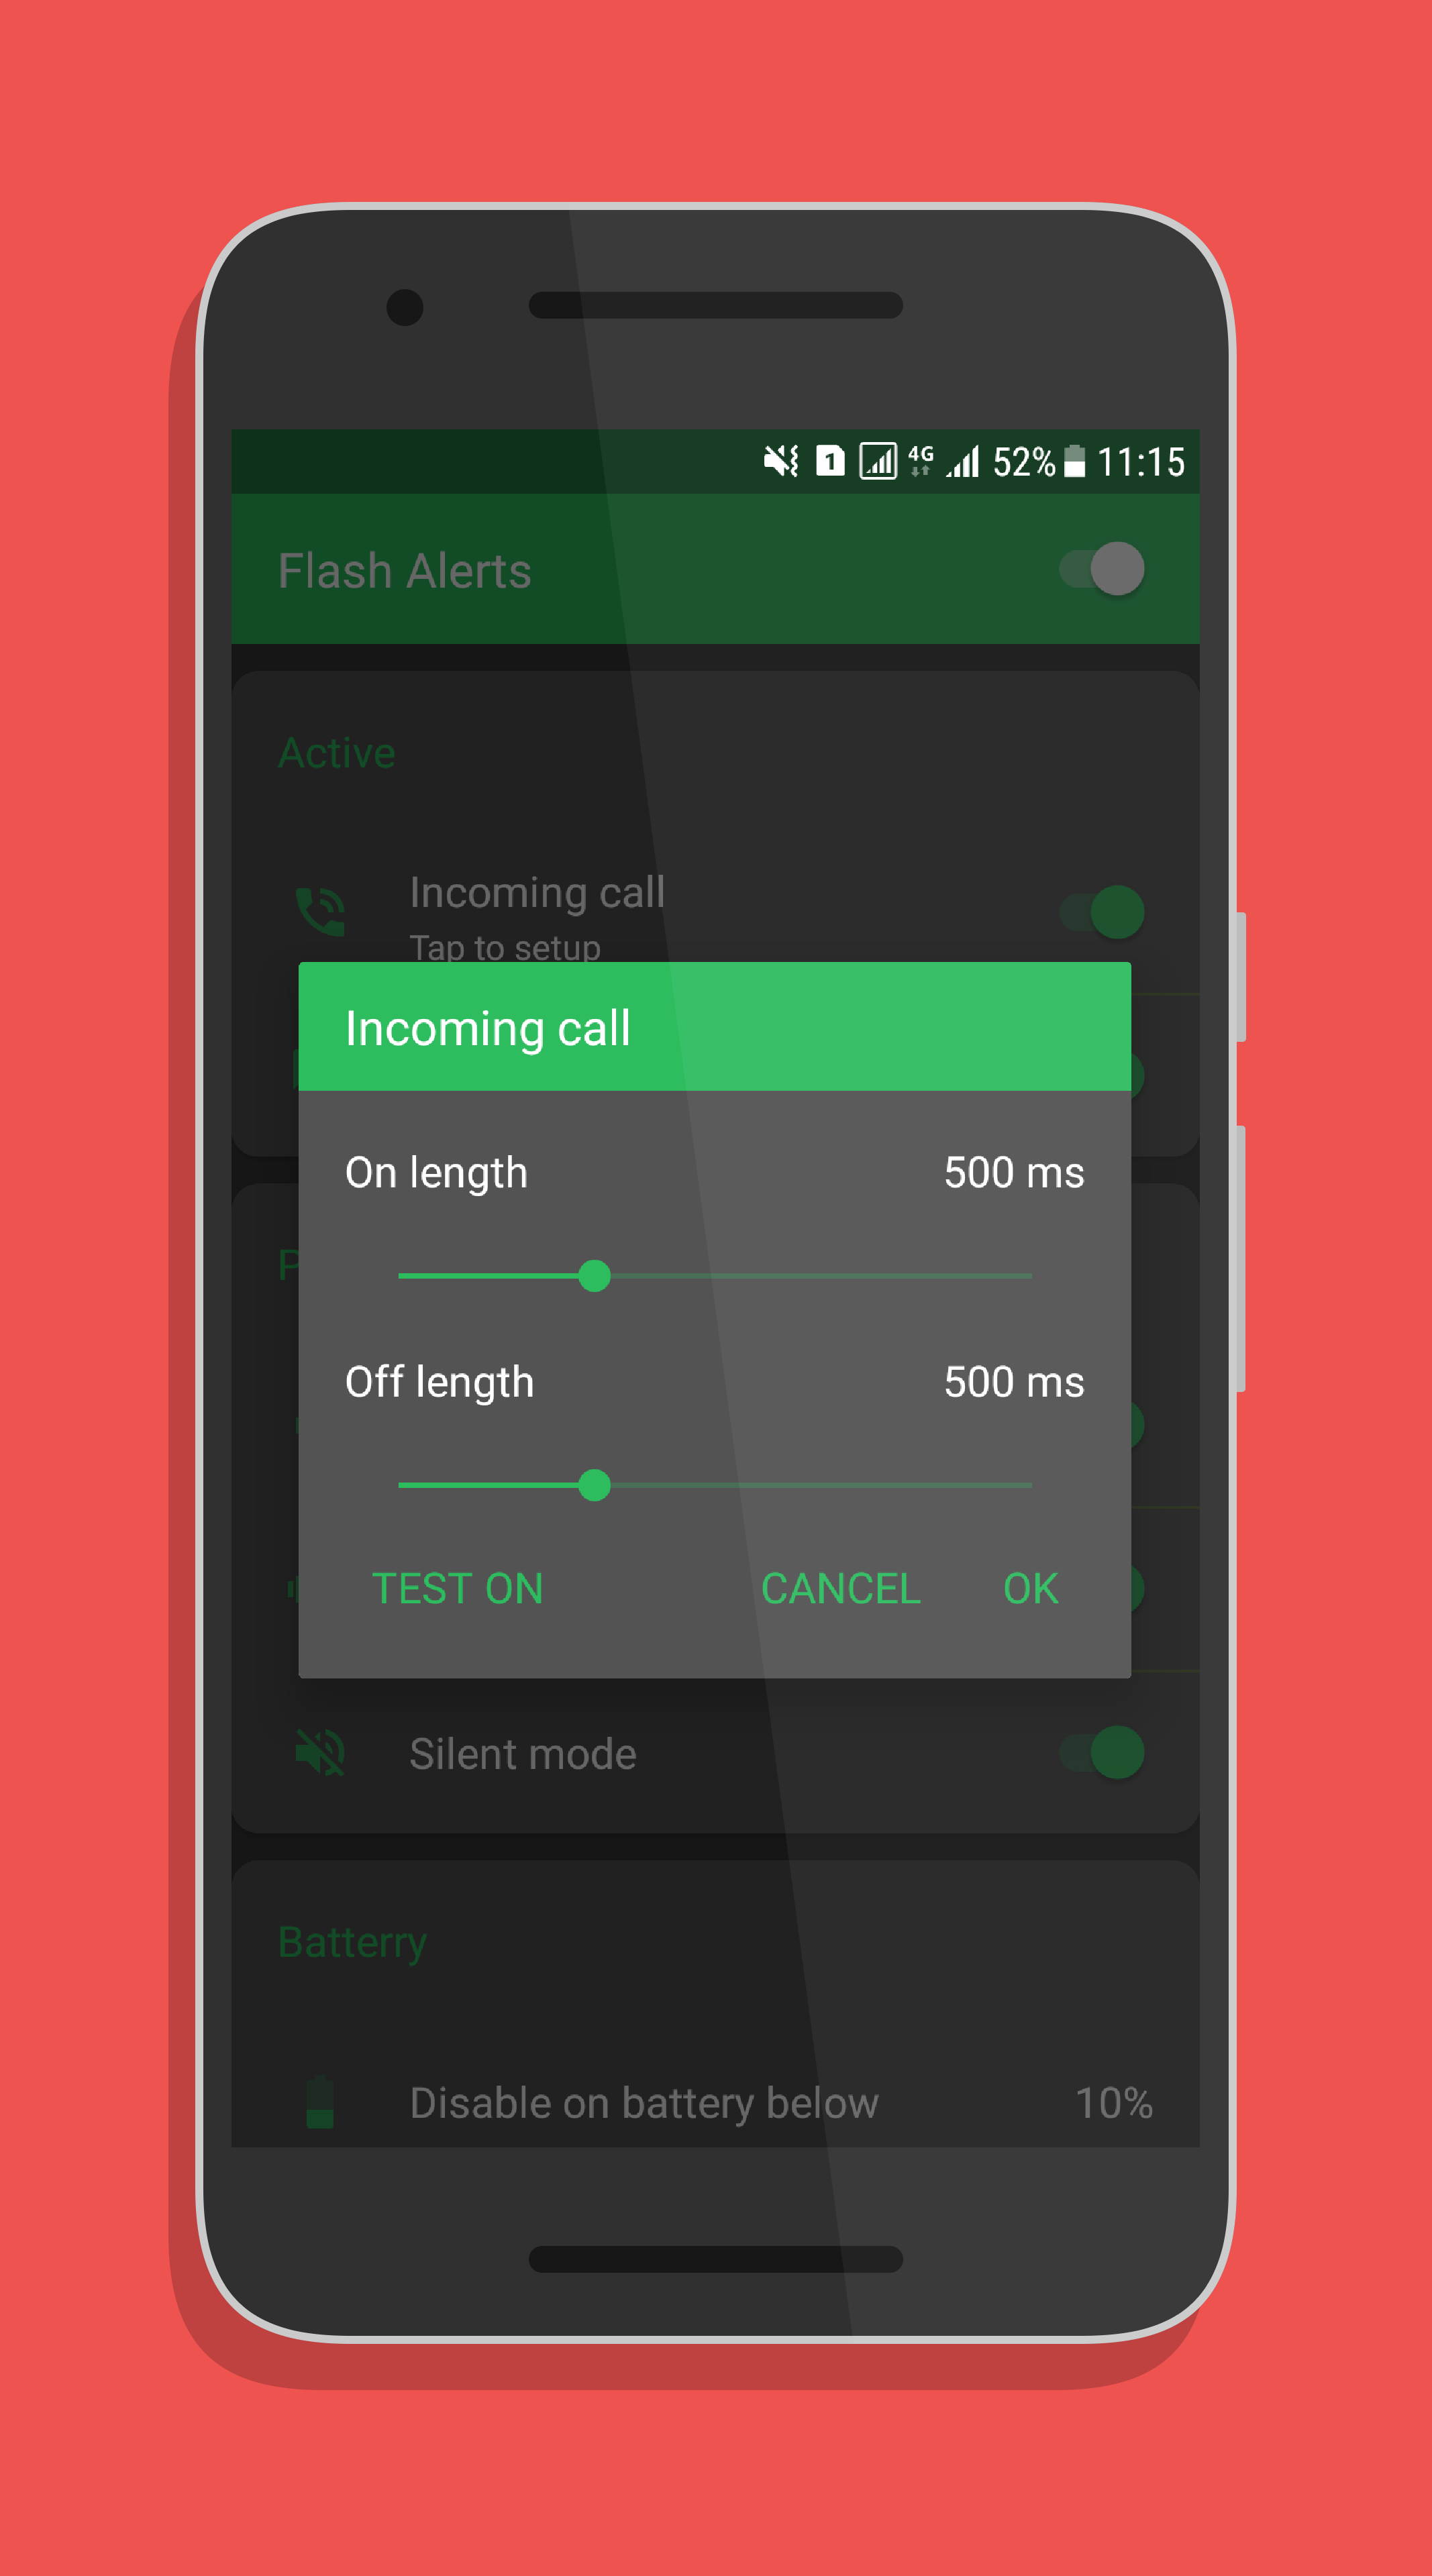 1 4G 52% 11:15
Flash Alerts
Active
Incoming call
Tap to setup
Incoming call
On length 500 ms
P
Off length 500 ms
TEST ON CANCEL OK
Silent mode
Batterry
Disable on battery below 10%